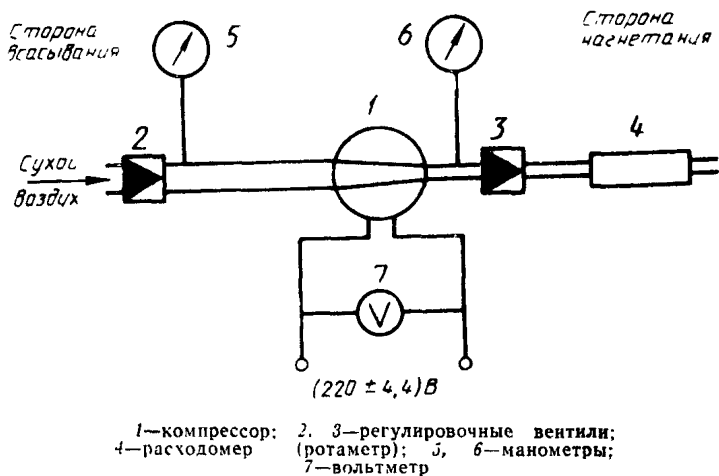 Сторона
всасывания
5
6
Сторона
нагнетания
1
2
3
4
Сухой
воздух
7
V
(220 ± 4,4) В
1—компрессор; 2, 3—регулировочные вентили;
4—расходомер (ротаметр); 5, 6—манометры;
7—вольтметр